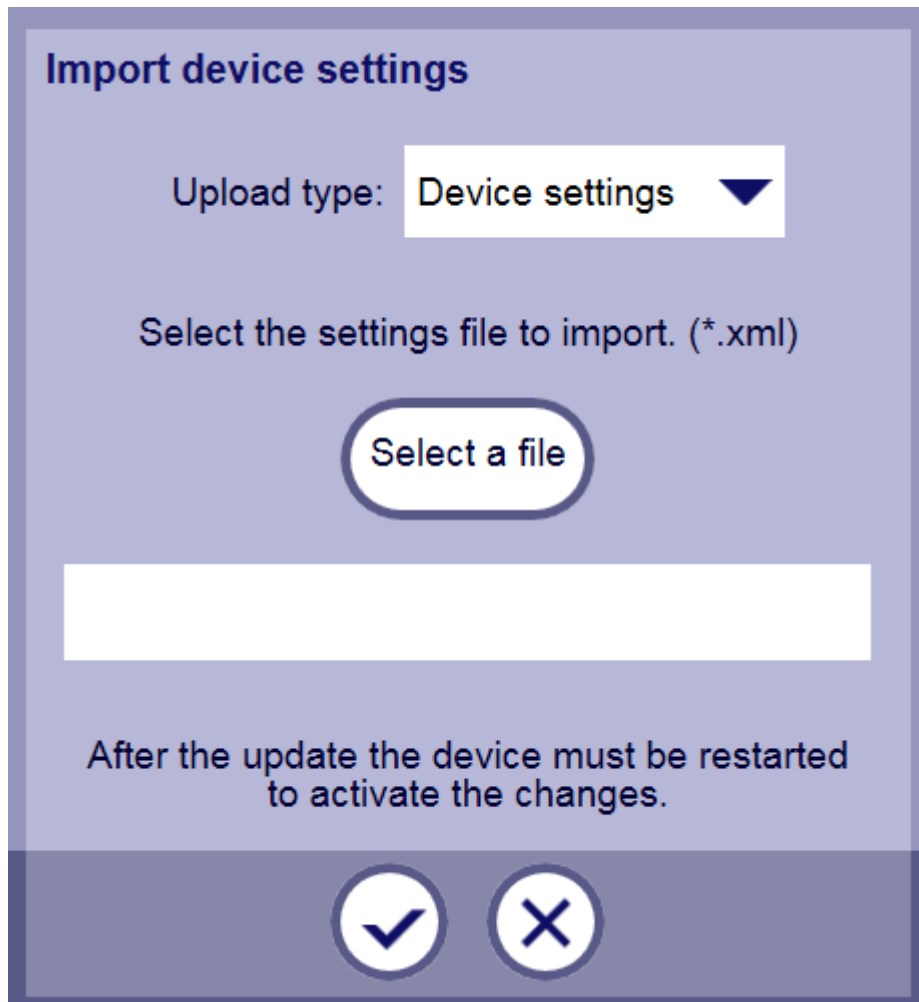 Import device settings
Upload type: Device settings
Select the settings file to import. (*.xml)
Select a file
After the update the device must be restarted
to activate the changes.